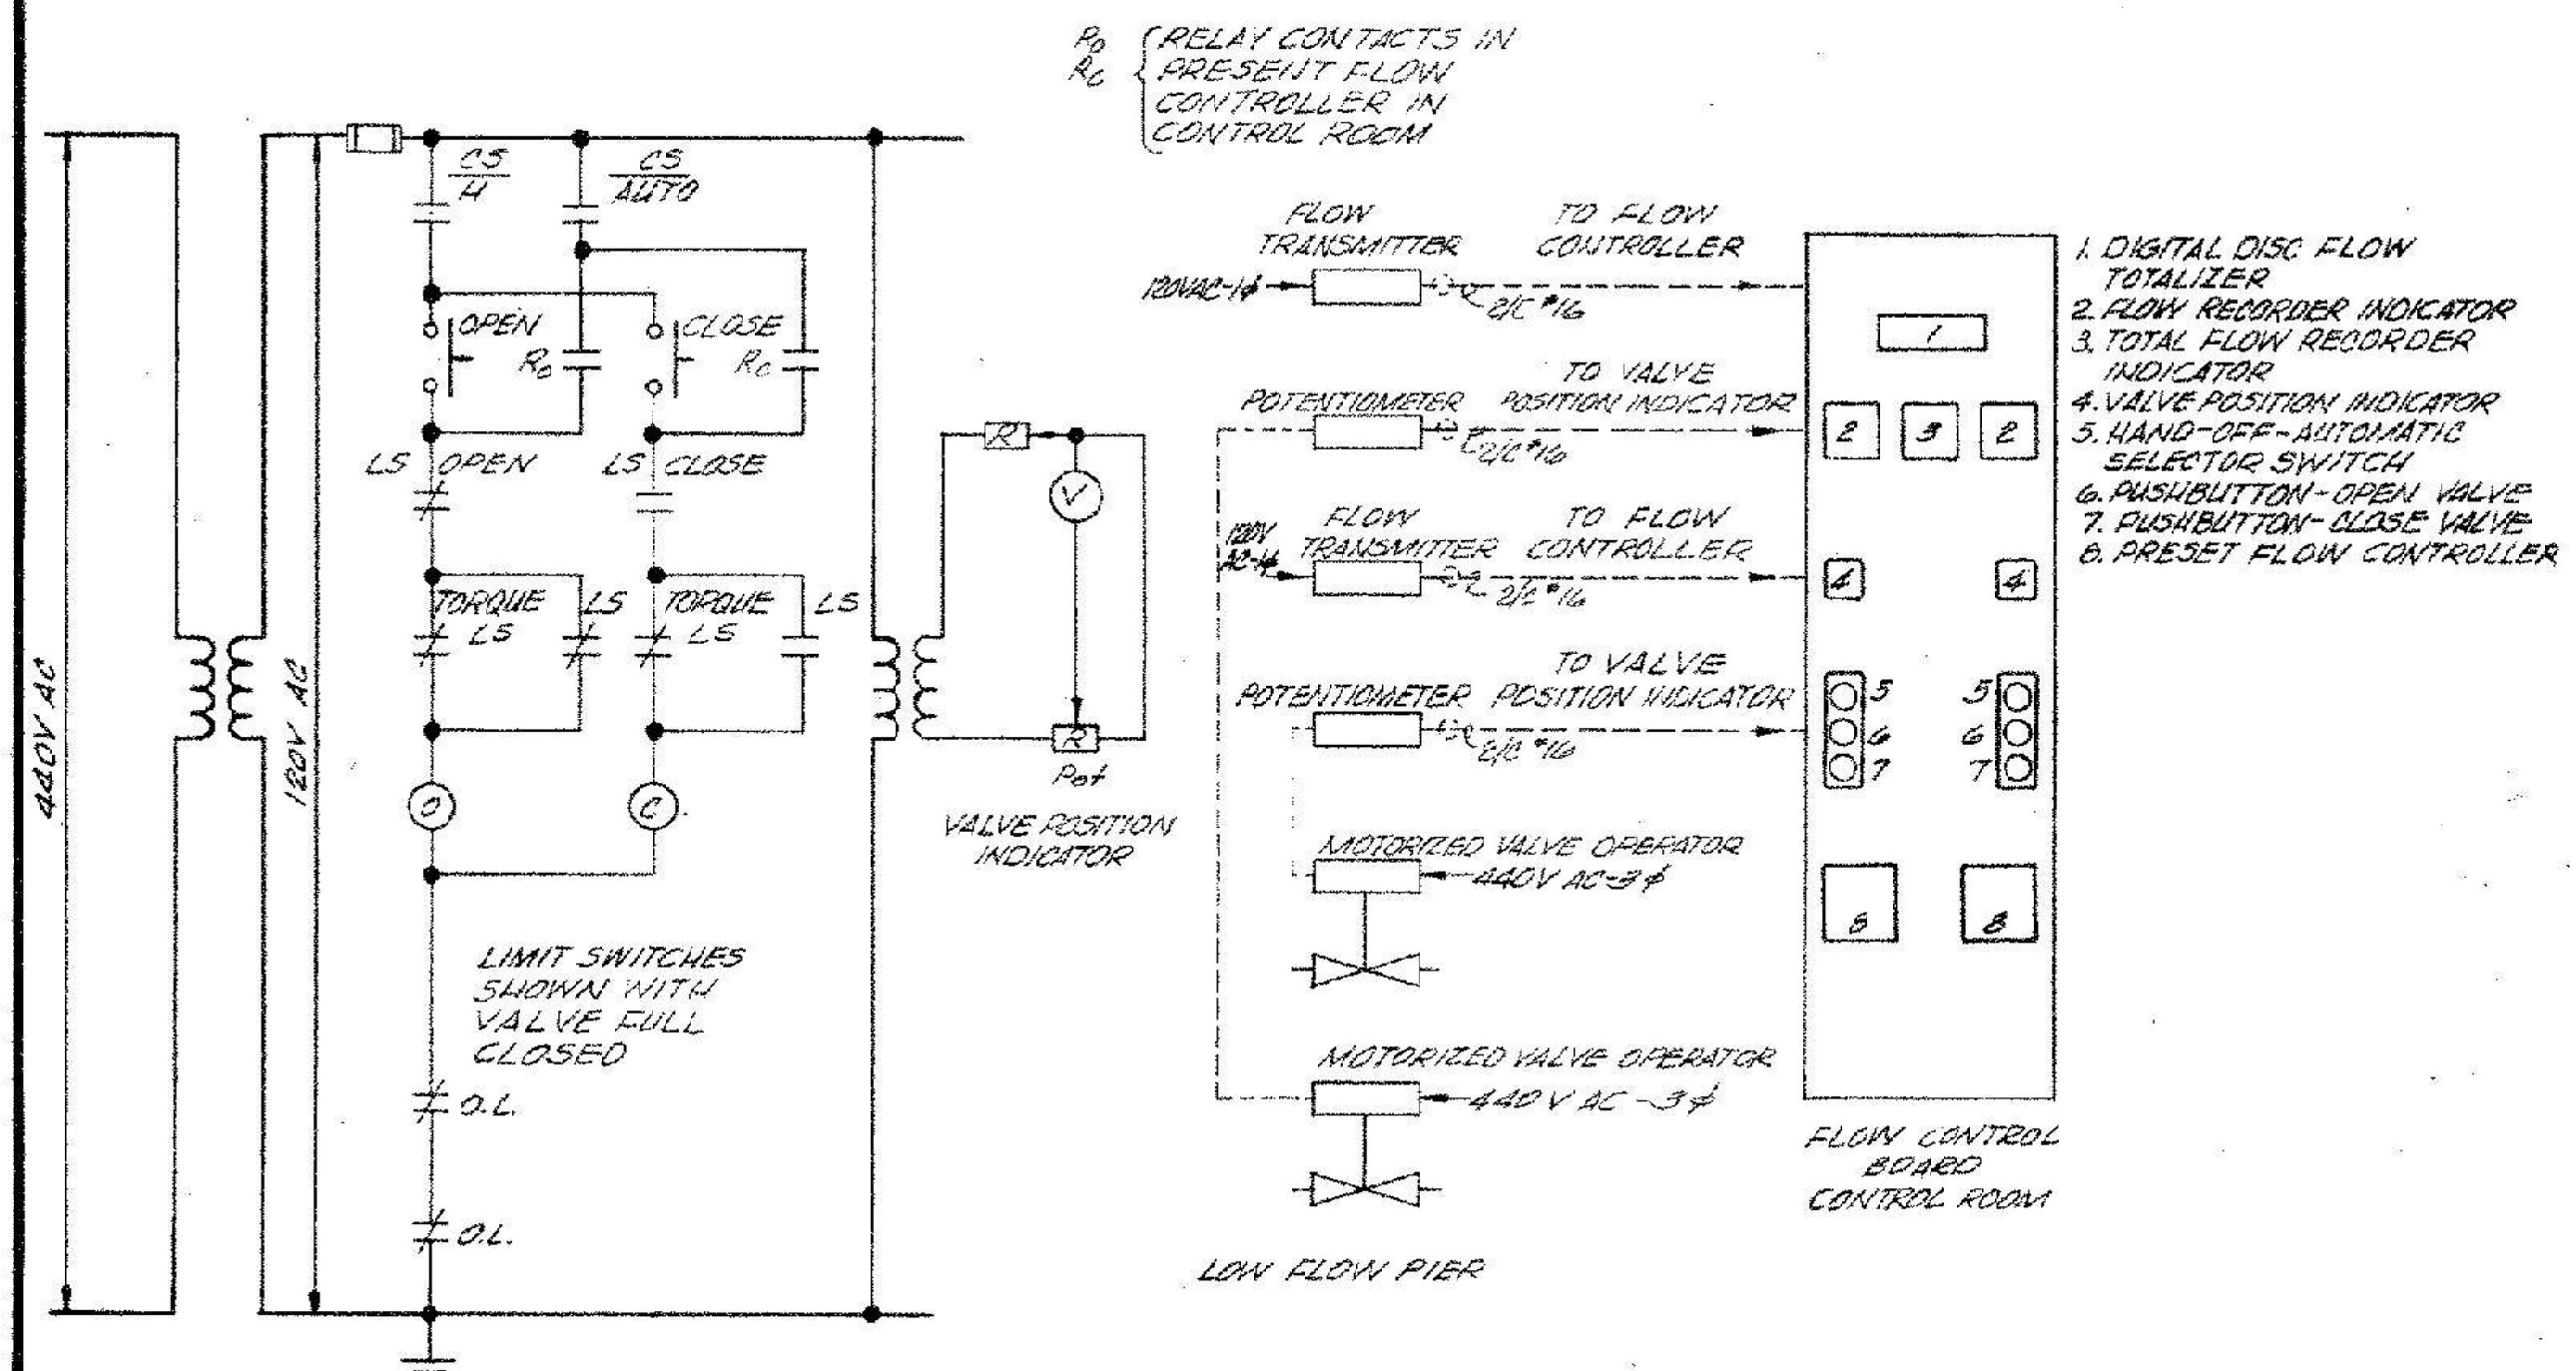 RO { RELAY CONTACTS IN
RC PRESENT FLOW
CONTROLLER IN
CONTROL ROOM
CS
H
CS
AUTO
OPEN
RO
CLOSE
RC
LS OPEN
LS CLOSE
TORQUE
LS
LS
TORQUE
LS
LS
440V AC
120V AC
O
C
R
V
R
Pot
VALVE POSITION
INDICATOR
LIMIT SWITCHES
SHOWN WITH
VALVE FULL
CLOSED
O.L.
O.L.
FLOW
TRANSMITTER
TO FLOW
CONTROLLER
120VAC-1φ
2/C #16
POTENTIOMETER
TO VALVE
POSITION INDICATOR
2/C #16
120V
AC-1φ
FLOW
TRANSMITTER
TO FLOW
CONTROLLER
2/C #16
POTENTIOMETER
TO VALVE
POSITION INDICATOR
2/C #16
MOTORIZED VALVE OPERATOR
440V AC-3φ
MOTORIZED VALVE OPERATOR
440V AC-3φ
LOW FLOW PIER
1
2 3 2
4 4
5 5
6 6
7 7
8 8
FLOW CONTROL
BOARD
CONTROL ROOM
1. DIGITAL DISC FLOW
TOTALIZER
2. FLOW RECORDER INDICATOR
3. TOTAL FLOW RECORDER
INDICATOR
4. VALVE POSITION INDICATOR
5. HAND-OFF-AUTOMATIC
SELECTOR SWITCH
6. PUSHBUTTON-OPEN VALVE
7. PUSHBUTTON-CLOSE VALVE
8. PRESET FLOW CONTROLLER